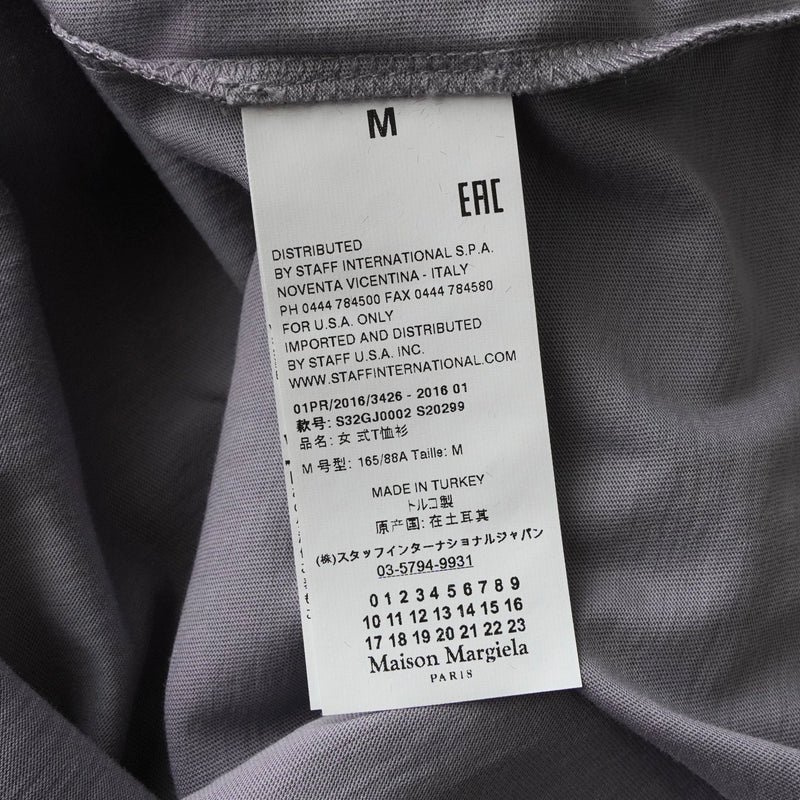 M
EAC
DISTRIBUTED
BY STAFF INTERNATIONAL S.P.A.
NOVENTA VICENTINA - ITALY
PH 0444 784500 FAX 0444 784580
FOR U.S.A. ONLY
IMPORTED AND DISTRIBUTED
BY STAFF U.S.A. INC.
WWW.STAFFINTERNATIONAL.COM
01PR/2016/3426 - 2016 01
款号: S32GJ0002 S20299
品名: 女 式T恤衫
M 号型: 165/88A Taille: M
MADE IN TURKEY
トルコ製
原产国: 在土耳其
(株)スタッフインターナショナルジャパン
03-5794-9931
0 1 2 3 4 5 6 7 8 9
10 11 12 13 14 15 16
17 18 19 20 21 22 23
Maison Margiela
PARIS